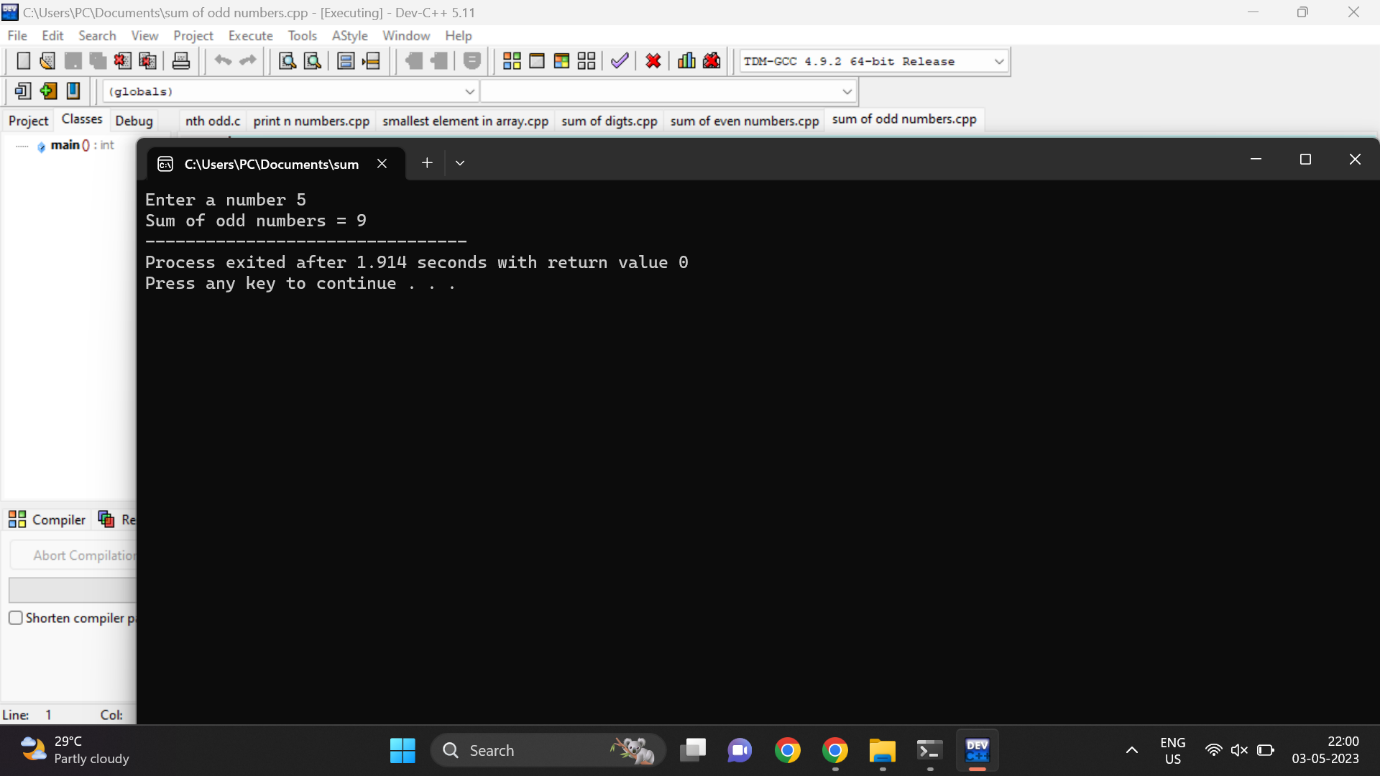 C:\Users\PC\Documents\sum of odd numbers.cpp - [Executing] - Dev-C++ 5.11
File Edit Search View Project Execute Tools AStyle Window Help
TDM-GCC 4.9.2 64-bit Release
(globals)
Project Classes Debug nth odd.c print n numbers.cpp smallest element in array.cpp sum of digts.cpp sum of even numbers.cpp sum of odd numbers.cpp
main () : int
C:\Users\PC\Documents\sum
Enter a number 5
Sum of odd numbers = 9
--------------------------------
Process exited after 1.914 seconds with return value 0
Press any key to continue . . .
Compiler Re
Abort Compilation
Shorten compiler p
Line: 1 Col:
29°C
Partly cloudy
Search
DEV
ENG
US
22:00
03-05-2023